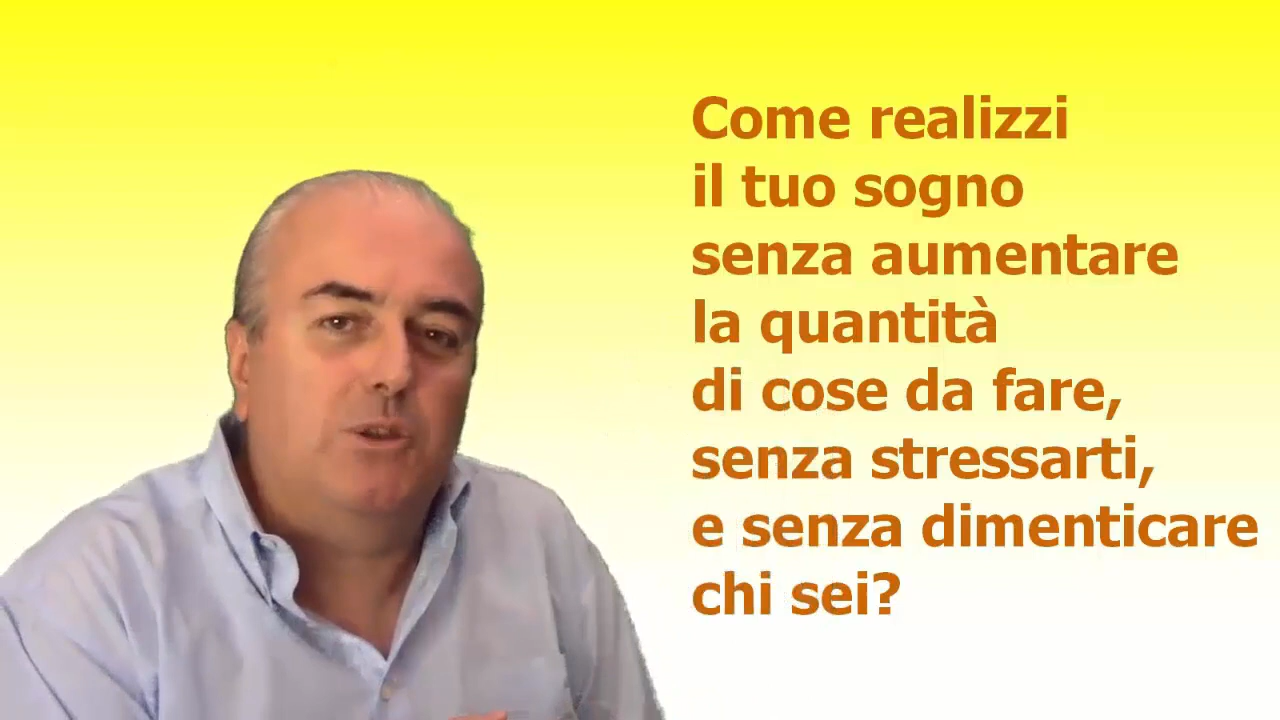 Come realizzi
il tuo sogno
senza aumentare
la quantità
di cose da fare,
senza stressarti,
e senza dimenticare
chi sei?